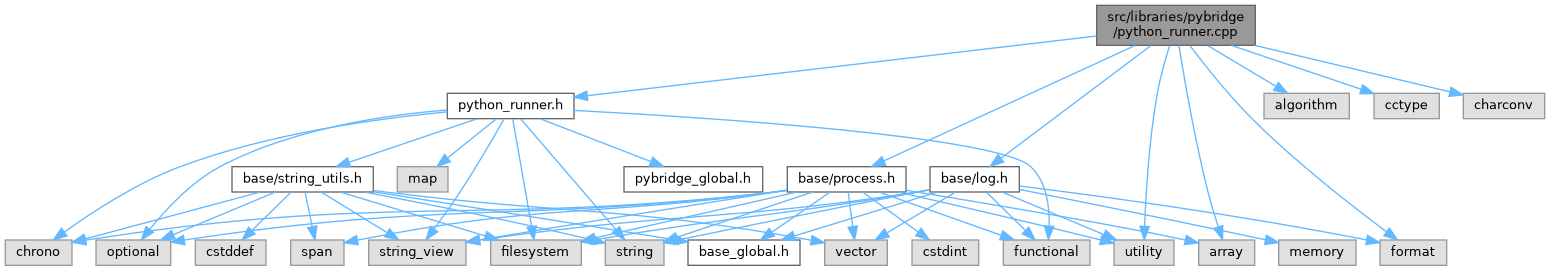 src/libraries/pybridge
/python_runner.cpp
python_runner.h
algorithm
cctype
charconv
base/string_utils.h
map
pybridge_global.h
base/process.h
base/log.h
chrono
optional
cstddef
span
string_view
filesystem
string
base_global.h
vector
cstdint
functional
utility
array
memory
format